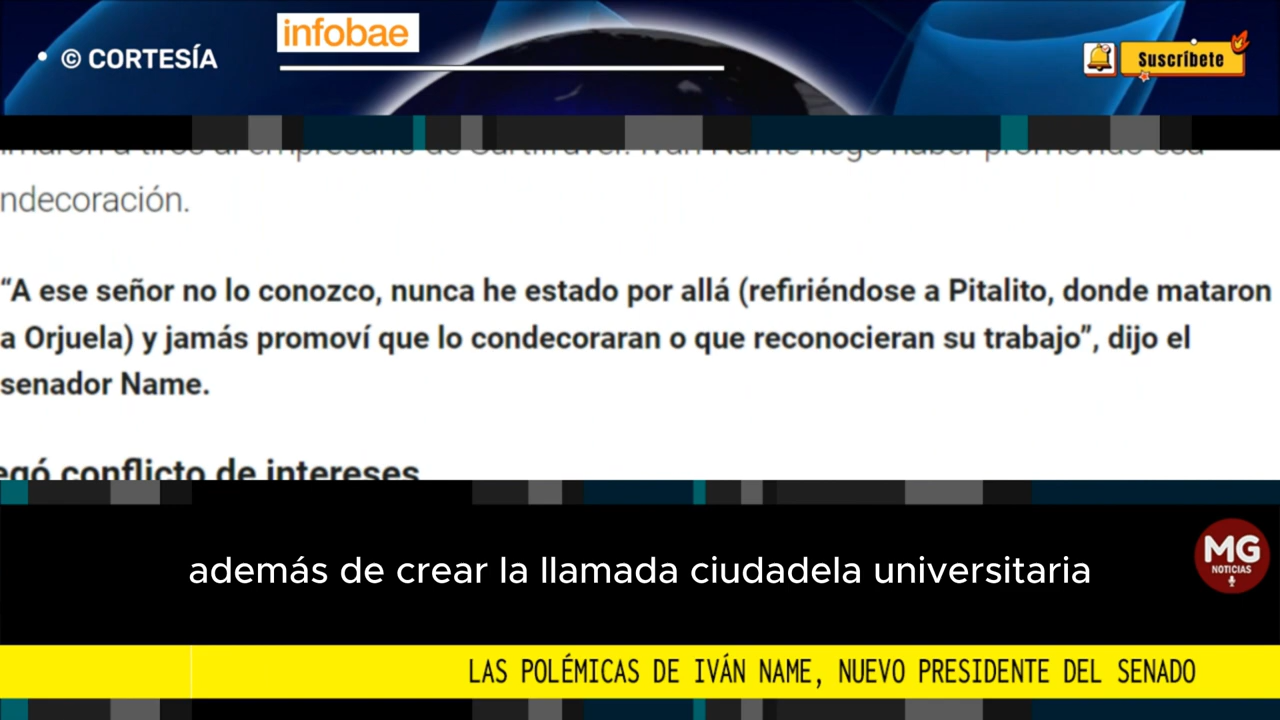 infobae
• © CORTESÍA
Suscríbete
ndecoración.
“A ese señor no lo conozco, nunca he estado por allá (refiriéndose a Pitalito, donde mataron
a Orjuela) y jamás promoví que lo condecoraran o que reconocieran su trabajo”, dijo el
senador Name.
egó conflicto de intereses
además de crear la llamada ciudadela universitaria
MG
NOTICIAS
LAS POLÉMICAS DE IVÁN NAME, NUEVO PRESIDENTE DEL SENADO